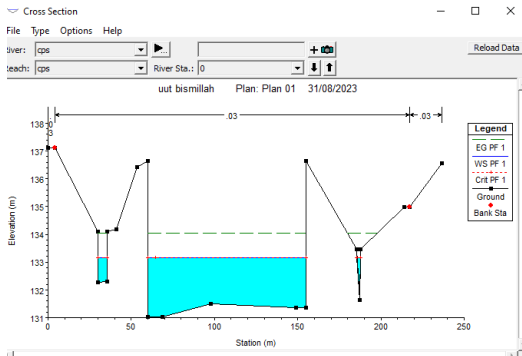 Cross Section
File Type Options Help
River: cps
Reload Data
Reach: cps River Sta.: 0
uut bismillah Plan: Plan 01 31/08/2023
.03
.03
.03
Legend
EG PF 1
WS PF 1
Crit PF 1
Ground
Bank Sta
138
137
136
135
134
133
132
131
Elevation (m)
0 50 100 150 200 250
Station (m)